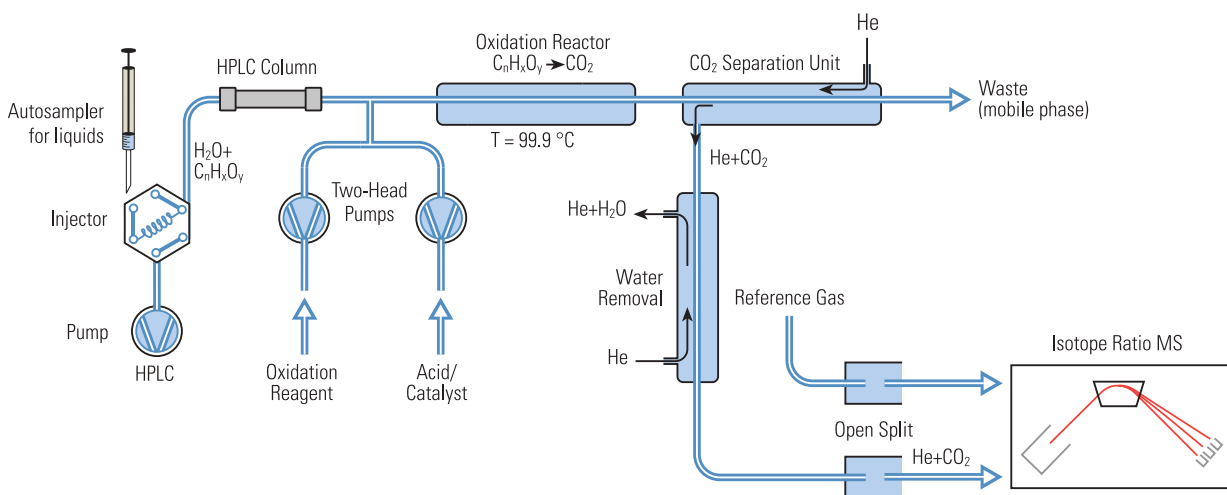 He
Oxidation Reactor
CₙHₓOᵧ→CO₂
CO₂ Separation Unit
HPLC Column
Waste
(mobile phase)
Autosampler
for liquids
T = 99.9 °C
H₂O+
CₙHₓOᵧ
He+CO₂
Two-Head
Pumps
He+H₂O
Injector
Water
Removal
Reference Gas
Pump
Isotope Ratio MS
He
HPLC
Oxidation
Reagent
Acid/
Catalyst
Open Split
He+CO₂